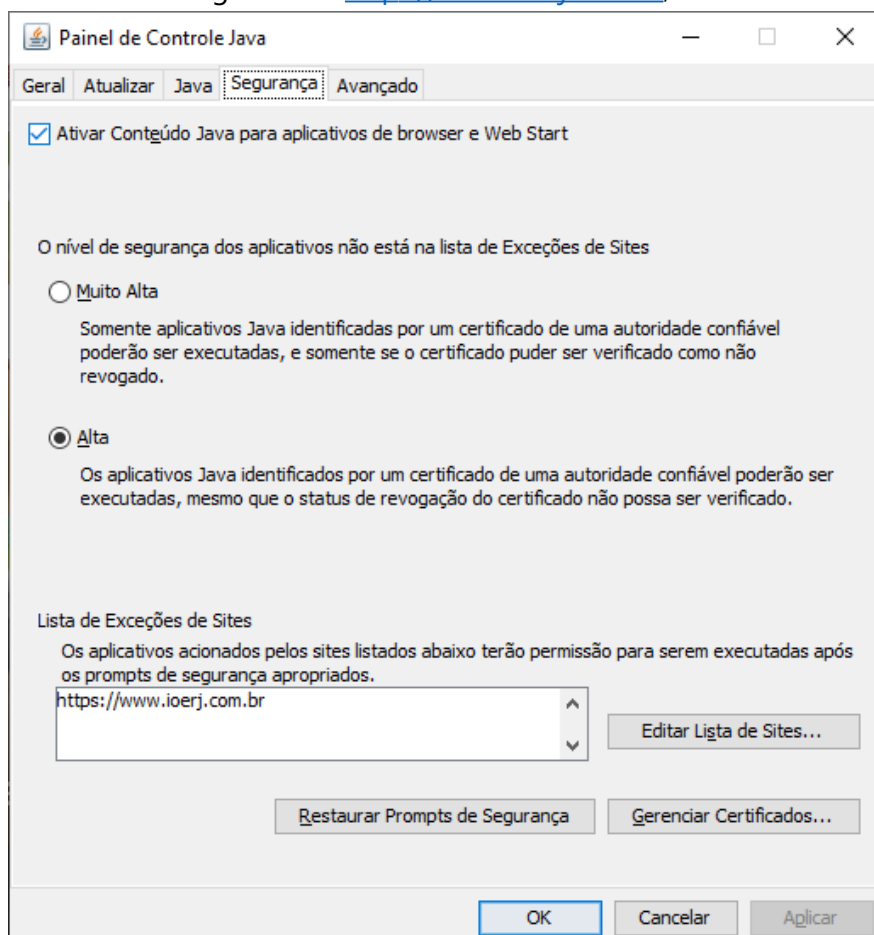 Painel de Controle Java
Geral Atualizar Java Segurança Avançado
Ativar Conteúdo Java para aplicativos de browser e Web Start
O nível de segurança dos aplicativos não está na lista de Exceções de Sites
Muito Alta
Somente aplicativos Java identificadas por um certificado de uma autoridade confiável
poderão ser executadas, e somente se o certificado puder ser verificado como não
revogado.
Alta
Os aplicativos Java identificados por um certificado de uma autoridade confiável poderão ser
executadas, mesmo que o status de revogação do certificado não possa ser verificado.
Lista de Exceções de Sites
Os aplicativos acionados pelos sites listados abaixo terão permissão para serem executadas após
os prompts de segurança apropriados.
https://www.ioerj.com.br
Editar Lista de Sites...
Restaurar Prompts de Segurança Gerenciar Certificados...
OK Cancelar Aplicar